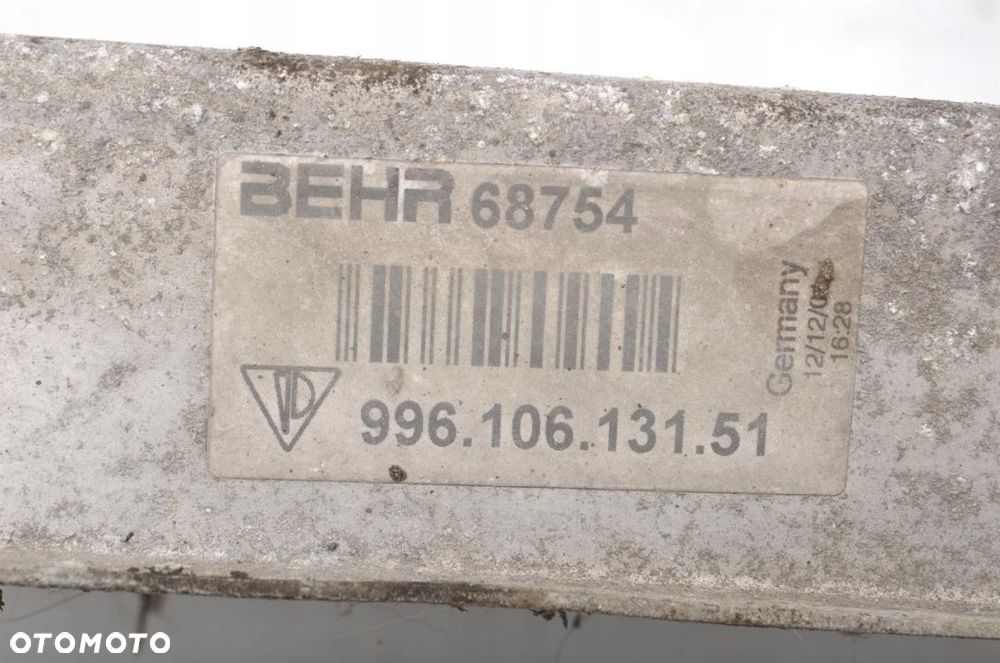 BEHR 68754
996.106.131.51
Germany
16:28
OTOMOTO